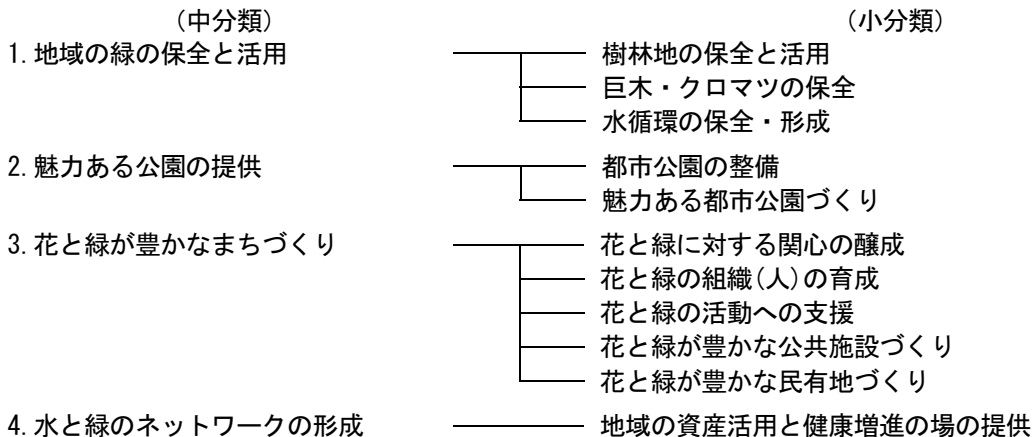 (中分類) (小分類)
1.地域の緑の保全と活用 樹林地の保全と活用
巨木・クロマツの保全
水循環の保全・形成
2.魅力ある公園の提供 都市公園の整備
魅力ある都市公園づくり
3.花と緑が豊かなまちづくり 花と緑に対する関心の醸成
花と緑の組織(人)の育成
花と緑の活動への支援
花と緑が豊かな公共施設づくり
花と緑が豊かな民有地づくり
4.水と緑のネットワークの形成 地域の資産活用と健康増進の場の提供